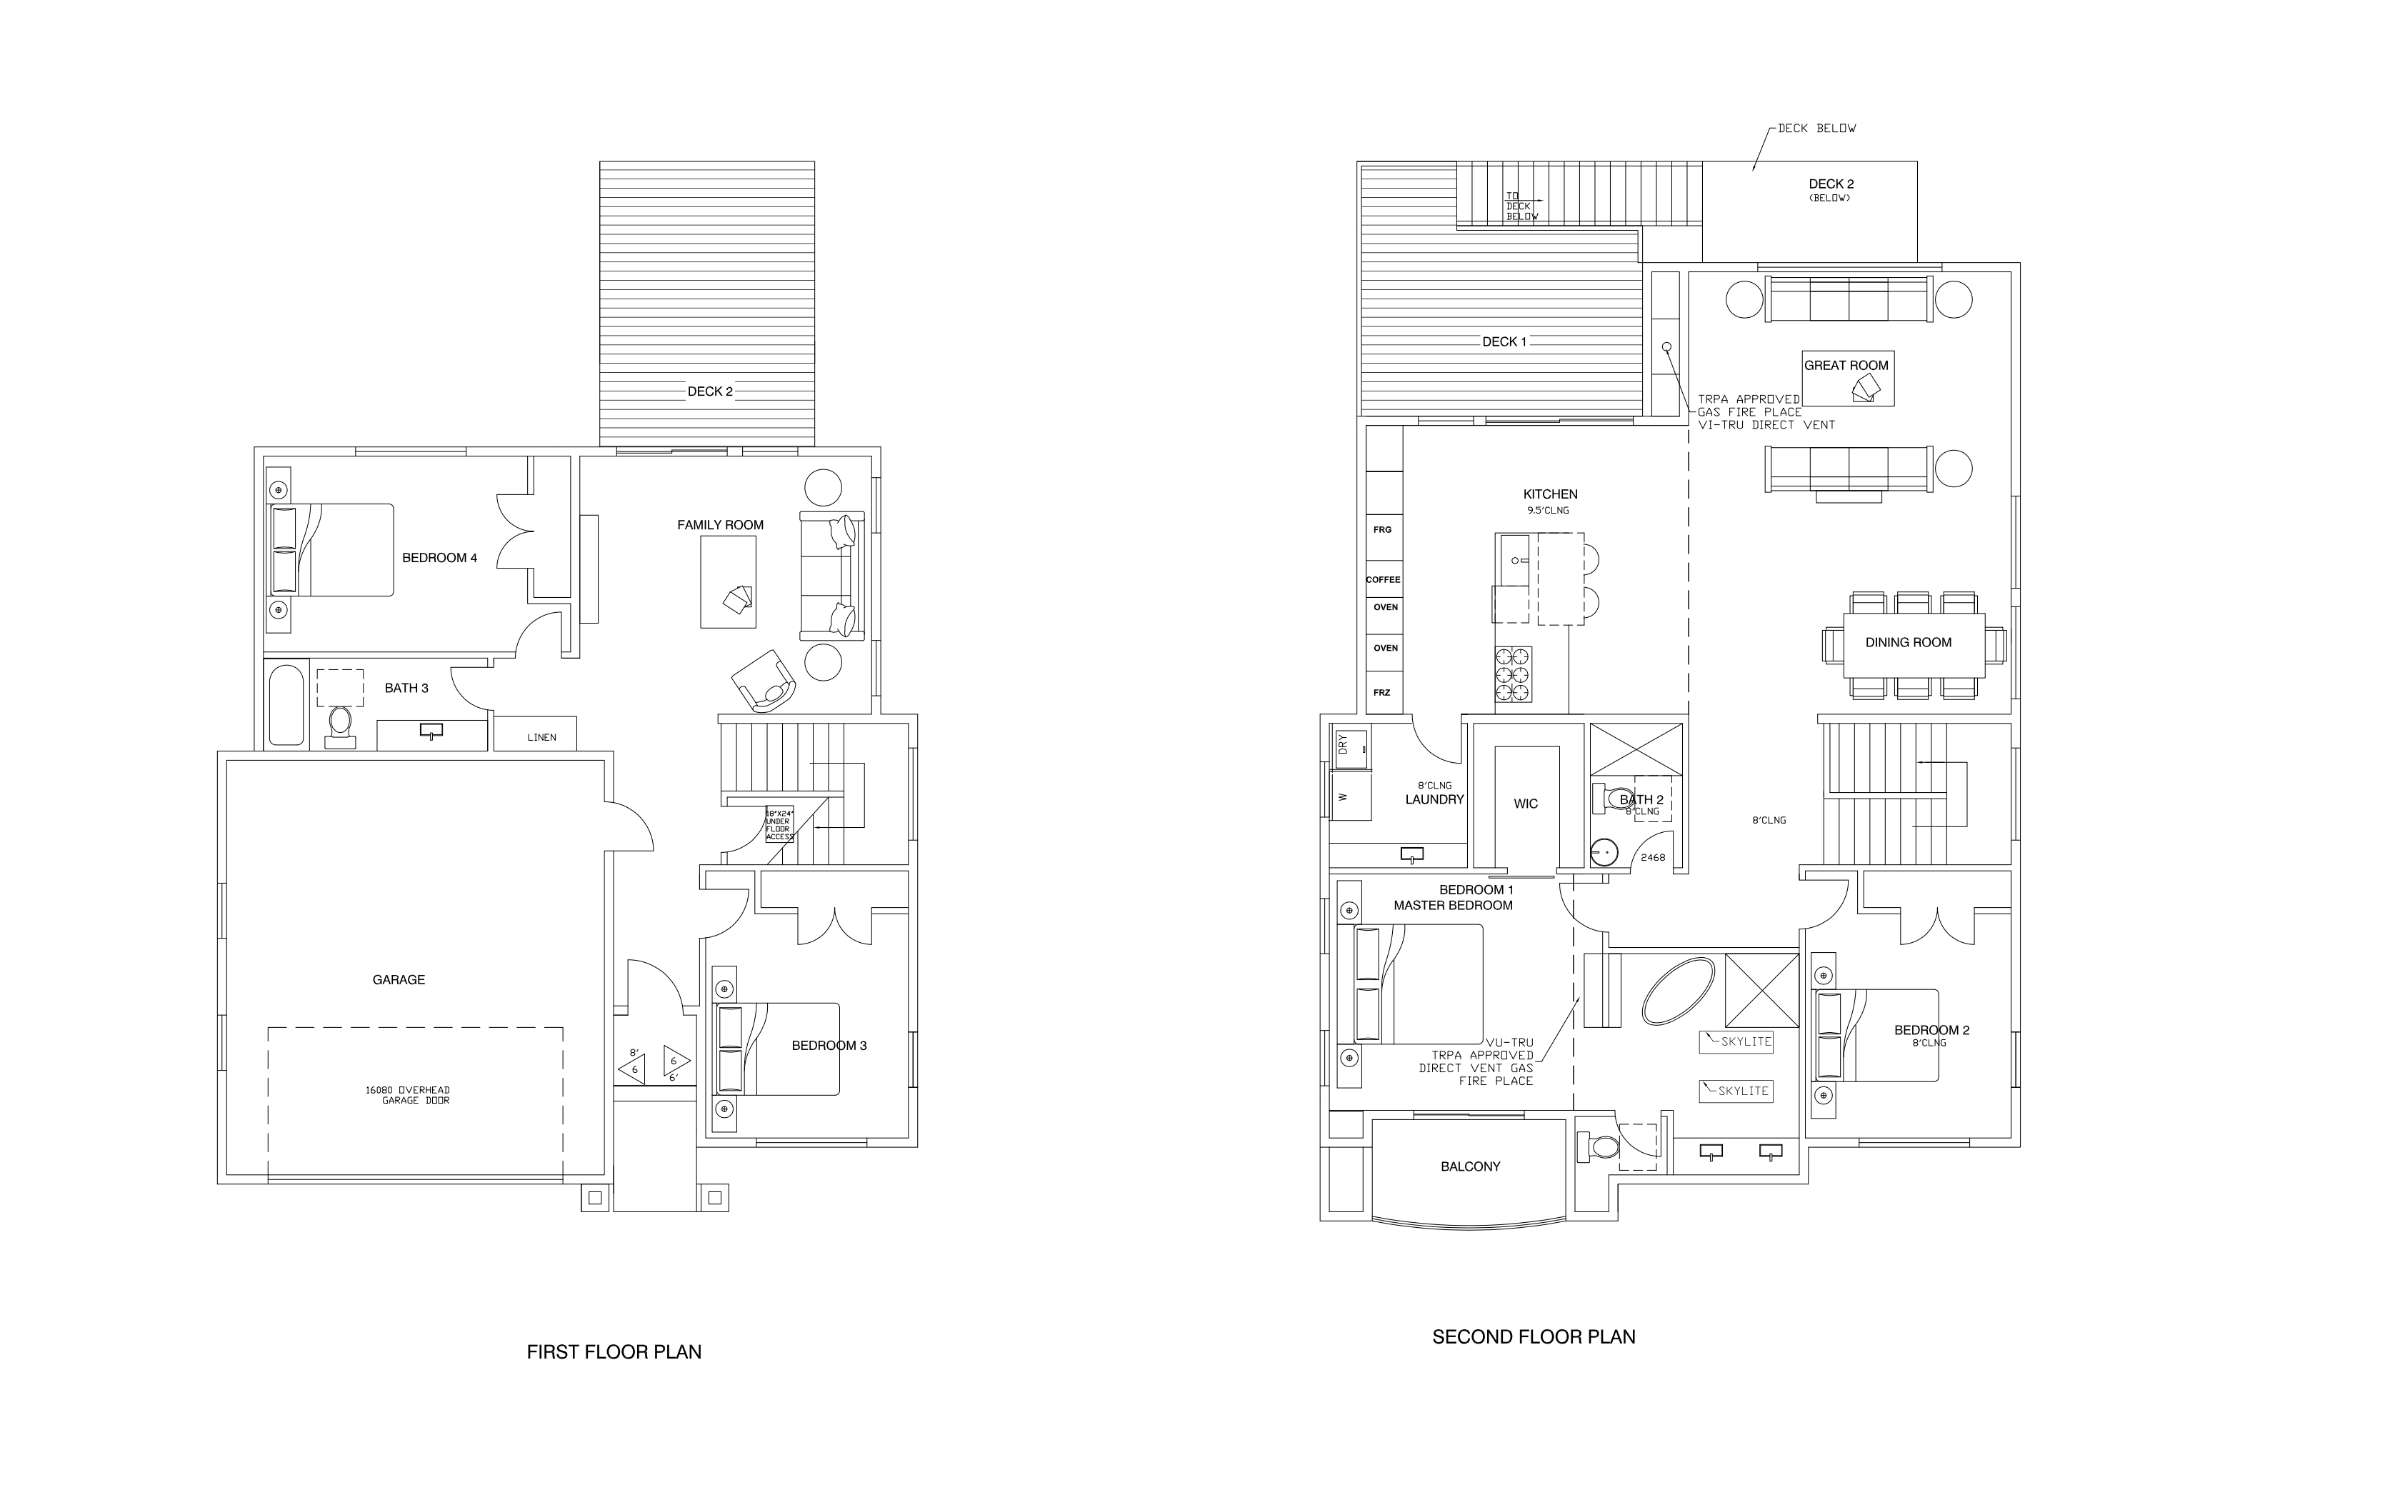 DECK 2
FAMILY ROOM
BEDROOM 4
BATH 3
LINEN
18"X24"
UNDER
FLOOR
ACCESS
GARAGE
BEDROOM 3
8'
6
6
6'
16080 OVERHEAD
GARAGE DOOR
FIRST FLOOR PLAN
DECK BELOW
DECK 2
(BELOW)
TO
DECK
BELOW
DECK 1
GREAT ROOM
TRPA APPROVED
GAS FIRE PLACE
VI-TRU DIRECT VENT
KITCHEN
9.5'CLNG
FRG
COFFEE
OVEN
OVEN
FRZ
DINING ROOM
DRY
W
8'CLNG
LAUNDRY
WIC
BATH 2
8'CLNG
8'CLNG
2468
BEDROOM 1
MASTER BEDROOM
VU-TRU
TRPA APPROVED
DIRECT VENT GAS
FIRE PLACE
SKYLITE
SKYLITE
BEDROOM 2
8'CLNG
BALCONY
SECOND FLOOR PLAN